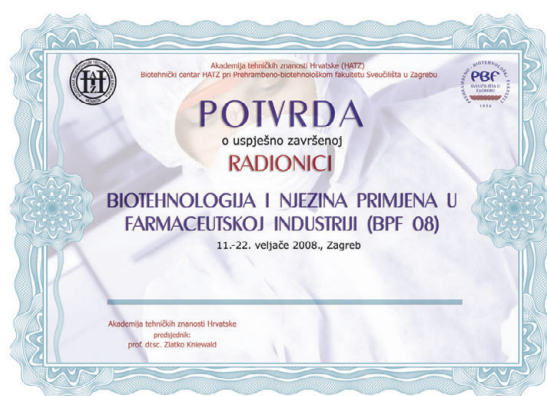 Akademija tehničkih znanosti Hrvatske (HATZ)
Biotehnički centar HATZ pri Prehrambeno-biotehnološkom fakultetu Sveučilišta u Zagrebu
PBF
SVEUČILIŠTA U
ZAGREBU
POTVRDA
o uspješno završenoj
RADIONICI
BIOTEHNOLOGIJA I NJEZINA PRIMJENA U
FARMACEUTSKOJ INDUSTRIJI (BPF 08)
11.-22. veljače 2008., Zagreb
Akademija tehničkih znanosti Hrvatske
predsjednik:
prof. dr.sc. Zlatko Kniewald